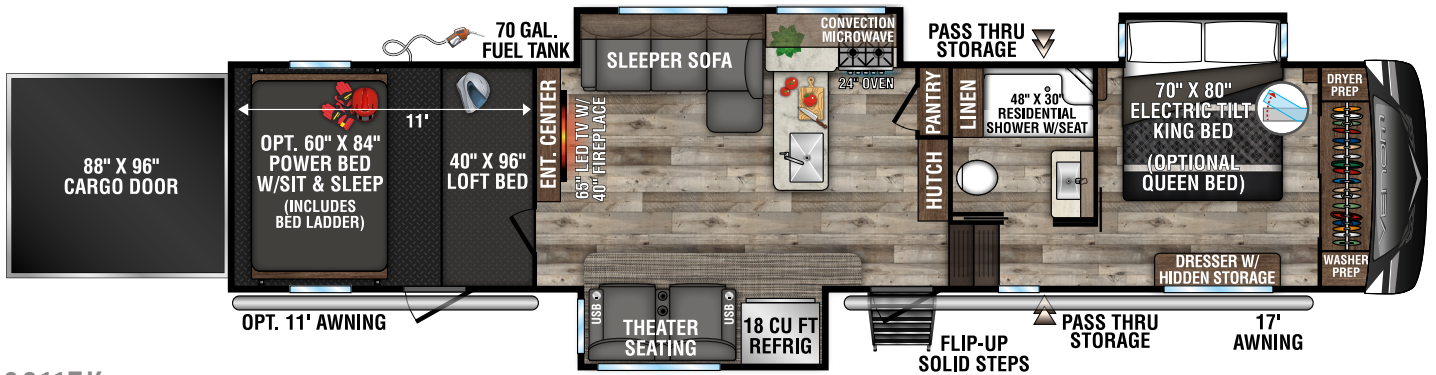 88" X 96"
CARGO DOOR
70 GAL.
FUEL TANK
11'
OPT. 60" X 84"
POWER BED
W/SIT & SLEEP
(INCLUDES
BED LADDER)
40" X 96"
LOFT BED
ENT. CENTER
65" LED TV W/
40" FIREPLACE
SLEEPER SOFA
CONVECTION
MICROWAVE
24" OVEN
PANTRY
HUTCH
LINEN
PASS THRU
STORAGE
48" X 30"
RESIDENTIAL
SHOWER W/SEAT
70" X 80"
ELECTRIC TILT
KING BED
(OPTIONAL
QUEEN BED)
DRYER
PREP
VENOM
WASHER
PREP
DRESSER W/
HIDDEN STORAGE
OPT. 11' AWNING
USB
THEATER
SEATING
USB
18 CU FT
REFRIG
FLIP-UP
SOLID STEPS
PASS THRU
STORAGE
17'
AWNING